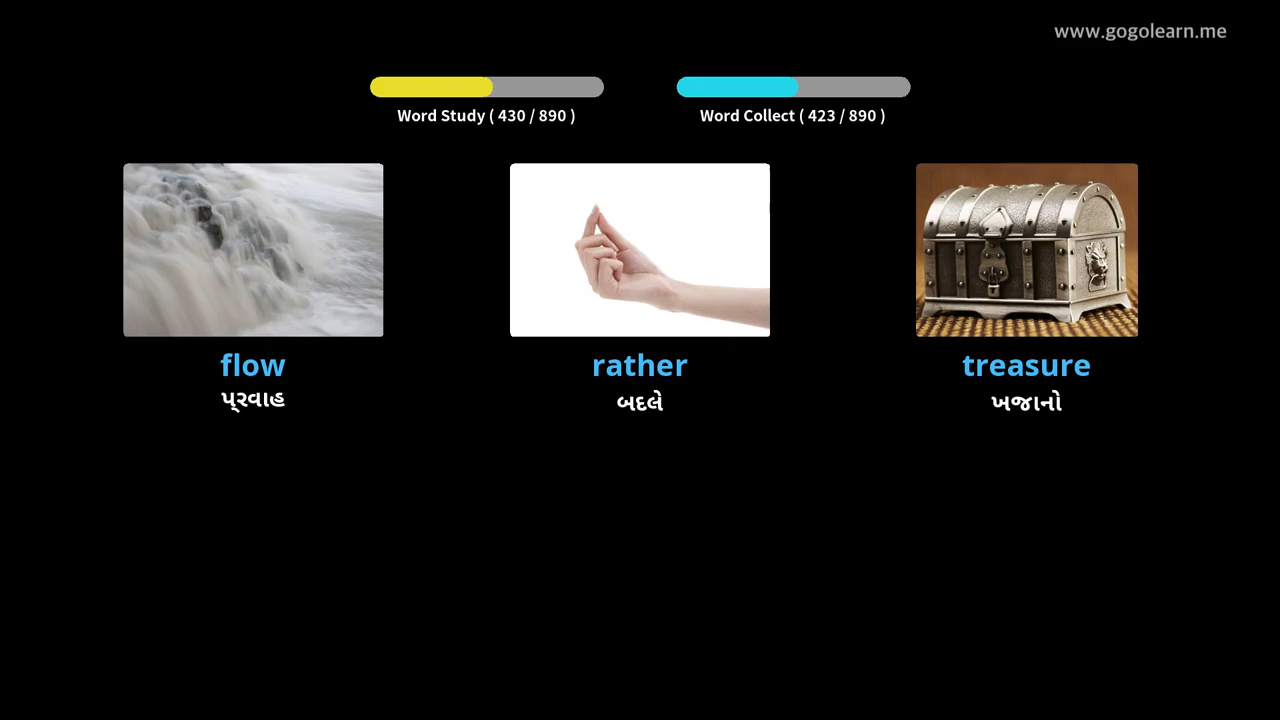 www.gogolearn.me
Word Study ( 430 / 890 )
Word Collect ( 423 / 890 )
flow
પ્રવાહ
rather
બદલે
treasure
ખજાનો